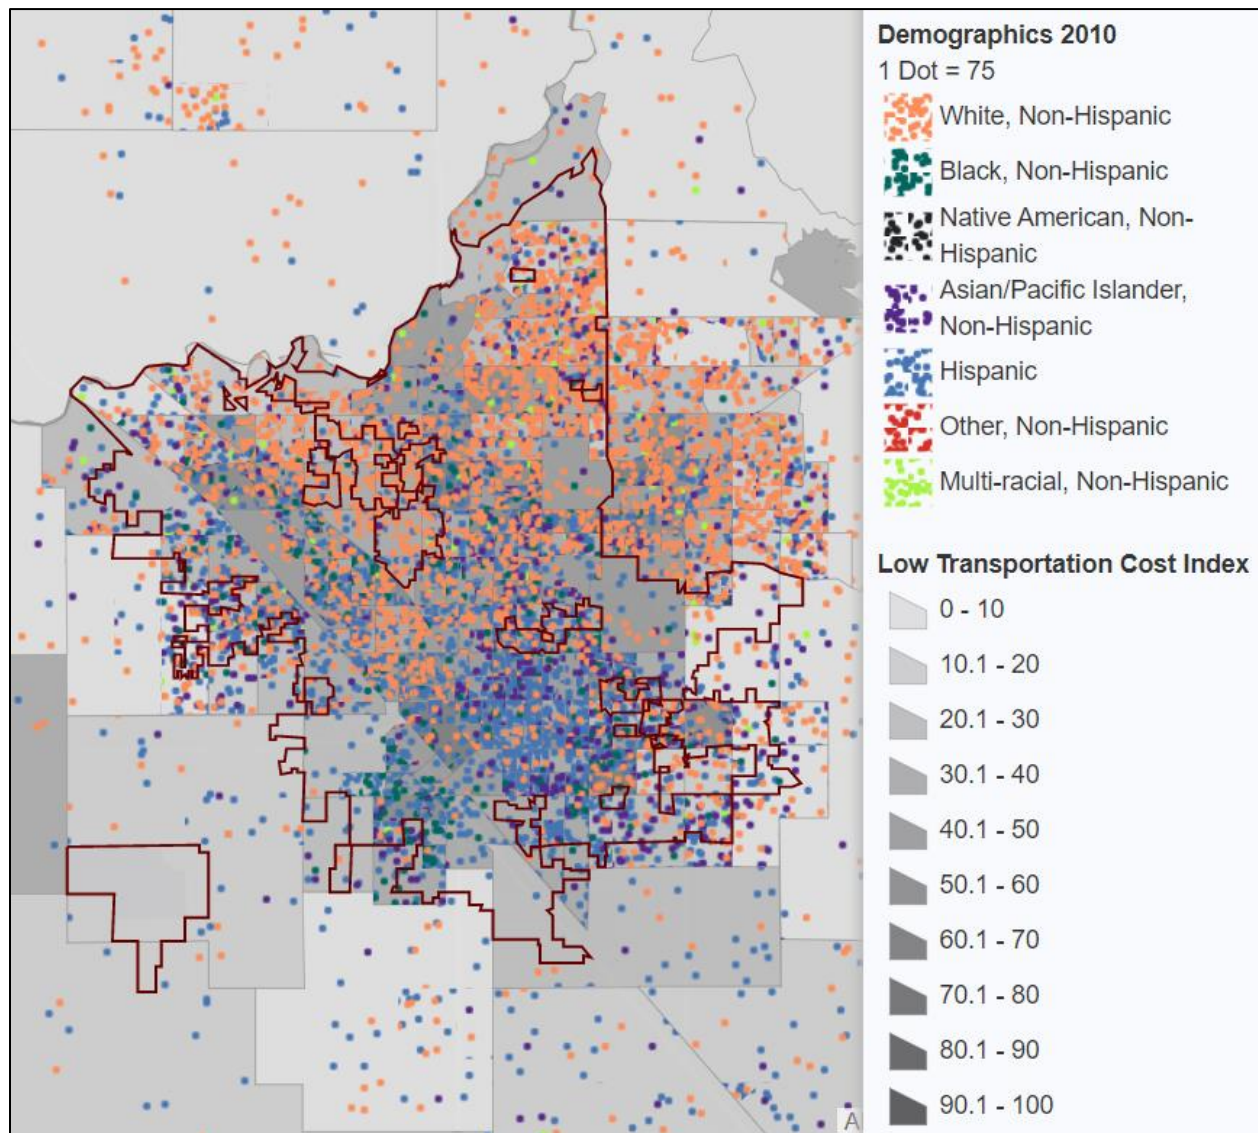 Demographics 2010
1 Dot = 75
White, Non-Hispanic
Black, Non-Hispanic
Native American, Non-
Hispanic
Asian/Pacific Islander,
Non-Hispanic
Hispanic
Other, Non-Hispanic
Multi-racial, Non-Hispanic
Low Transportation Cost Index
0 - 10
10.1 - 20
20.1 - 30
30.1 - 40
40.1 - 50
50.1 - 60
60.1 - 70
70.1 - 80
80.1 - 90
90.1 - 100
A